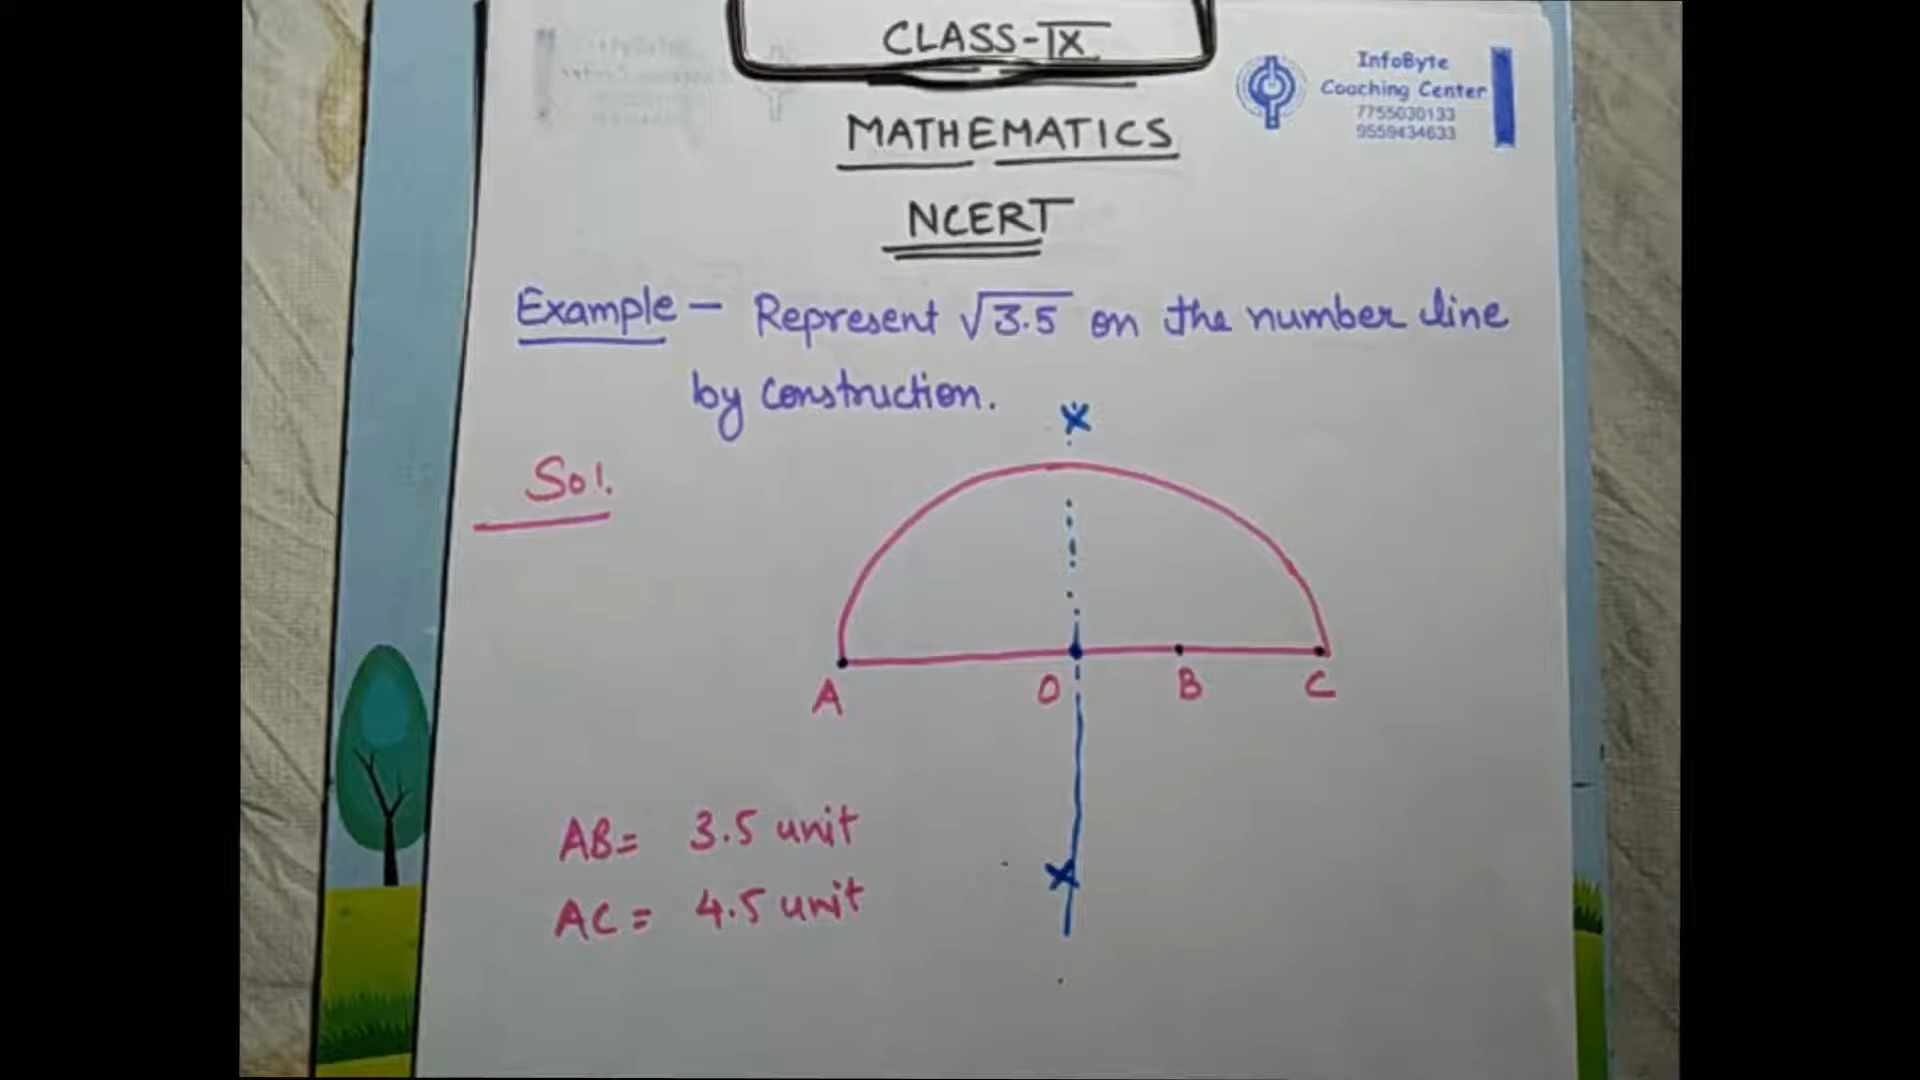 CLASS-IX
InfoByte
Coaching Center
7755030133
9559434633
MATHEMATICS
NCERT
Example - Represent √3.5 on the number line
by construction.
Sol.
A O B C
AB= 3.5 unit
AC= 4.5 unit